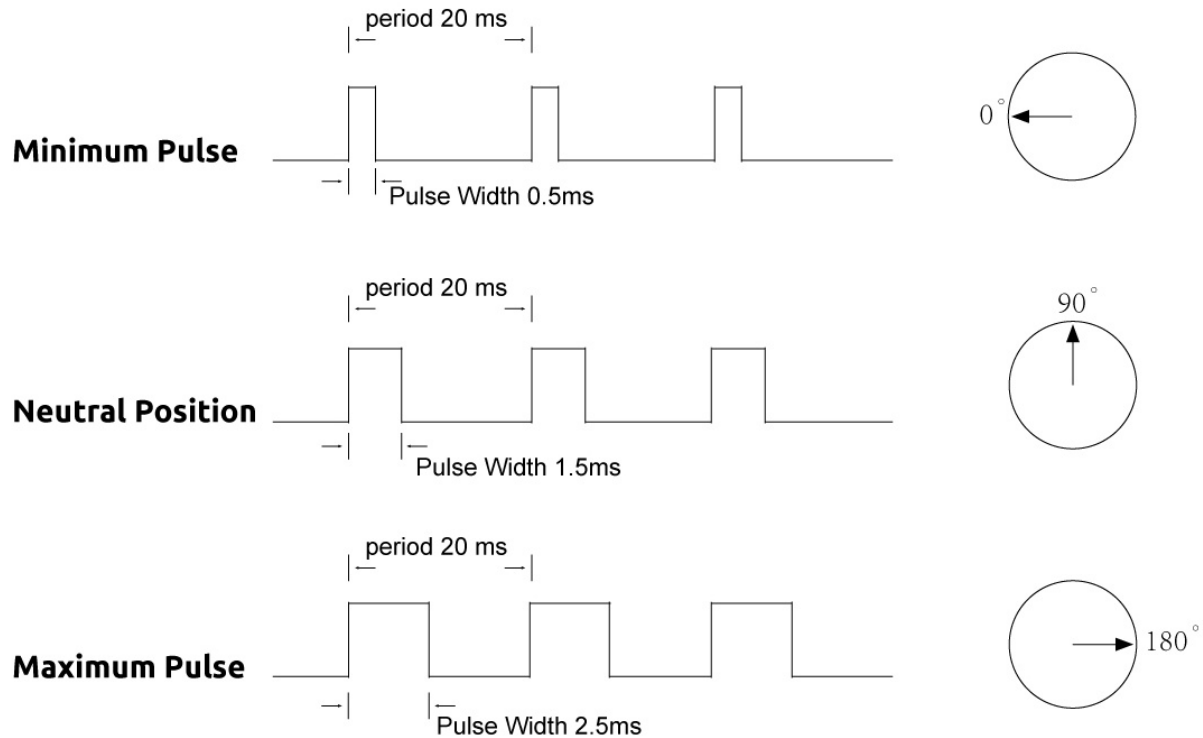 period 20 ms
0°
Minimum Pulse
Pulse Width 0.5ms
period 20 ms
90°
Neutral Position
Pulse Width 1.5ms
period 20 ms
180°
Maximum Pulse
Pulse Width 2.5ms